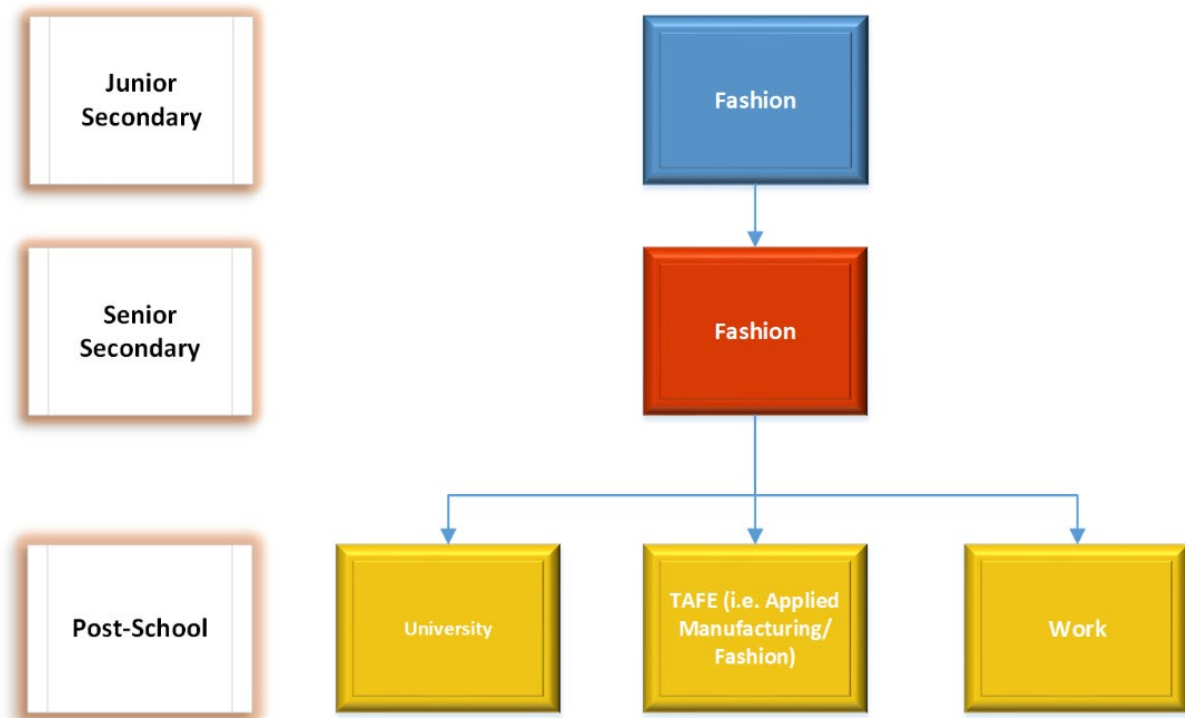 Junior
Secondary
Fashion
Senior
Secondary
Fashion
Post-School
University
TAFE (i.e. Applied
Manufacturing/
Fashion)
Work